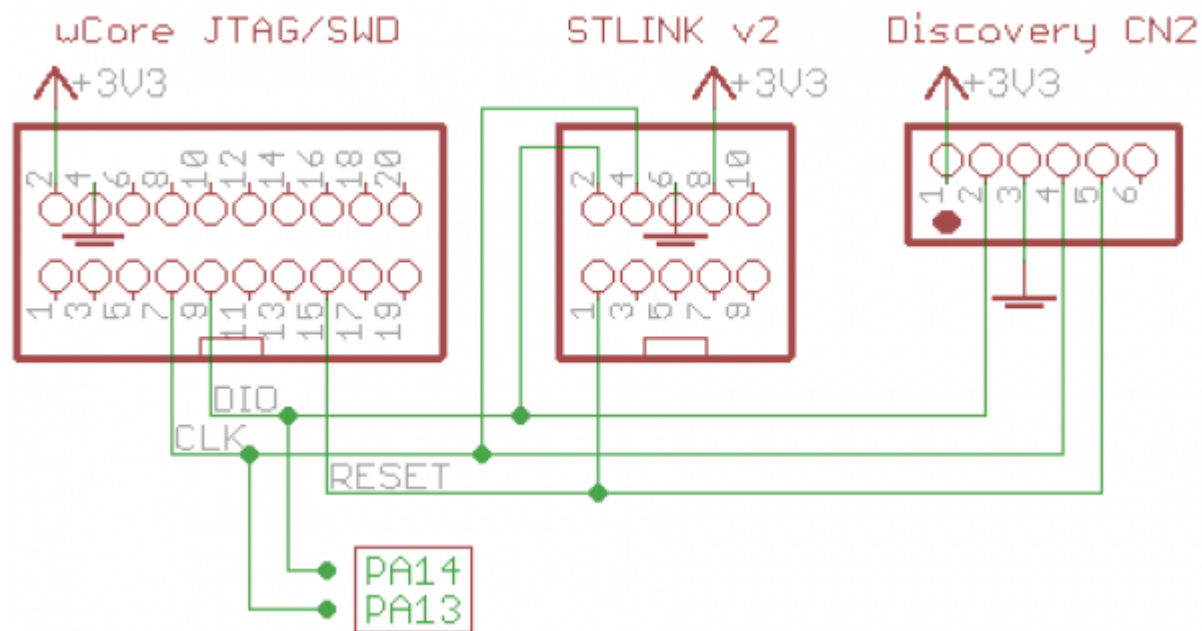 wCore JTAG/SWD
STLINK v2
Discovery CN2
+3V3
+3V3
+3V3
2 4 6 8 10 12 14 16 18 20
1 3 5 7 9 11 13 15 17 19
2 4 6 8 10
1 3 5 7 9
1 2 3 4 5 6
DIO
CLK
RESET
PA14
PA13